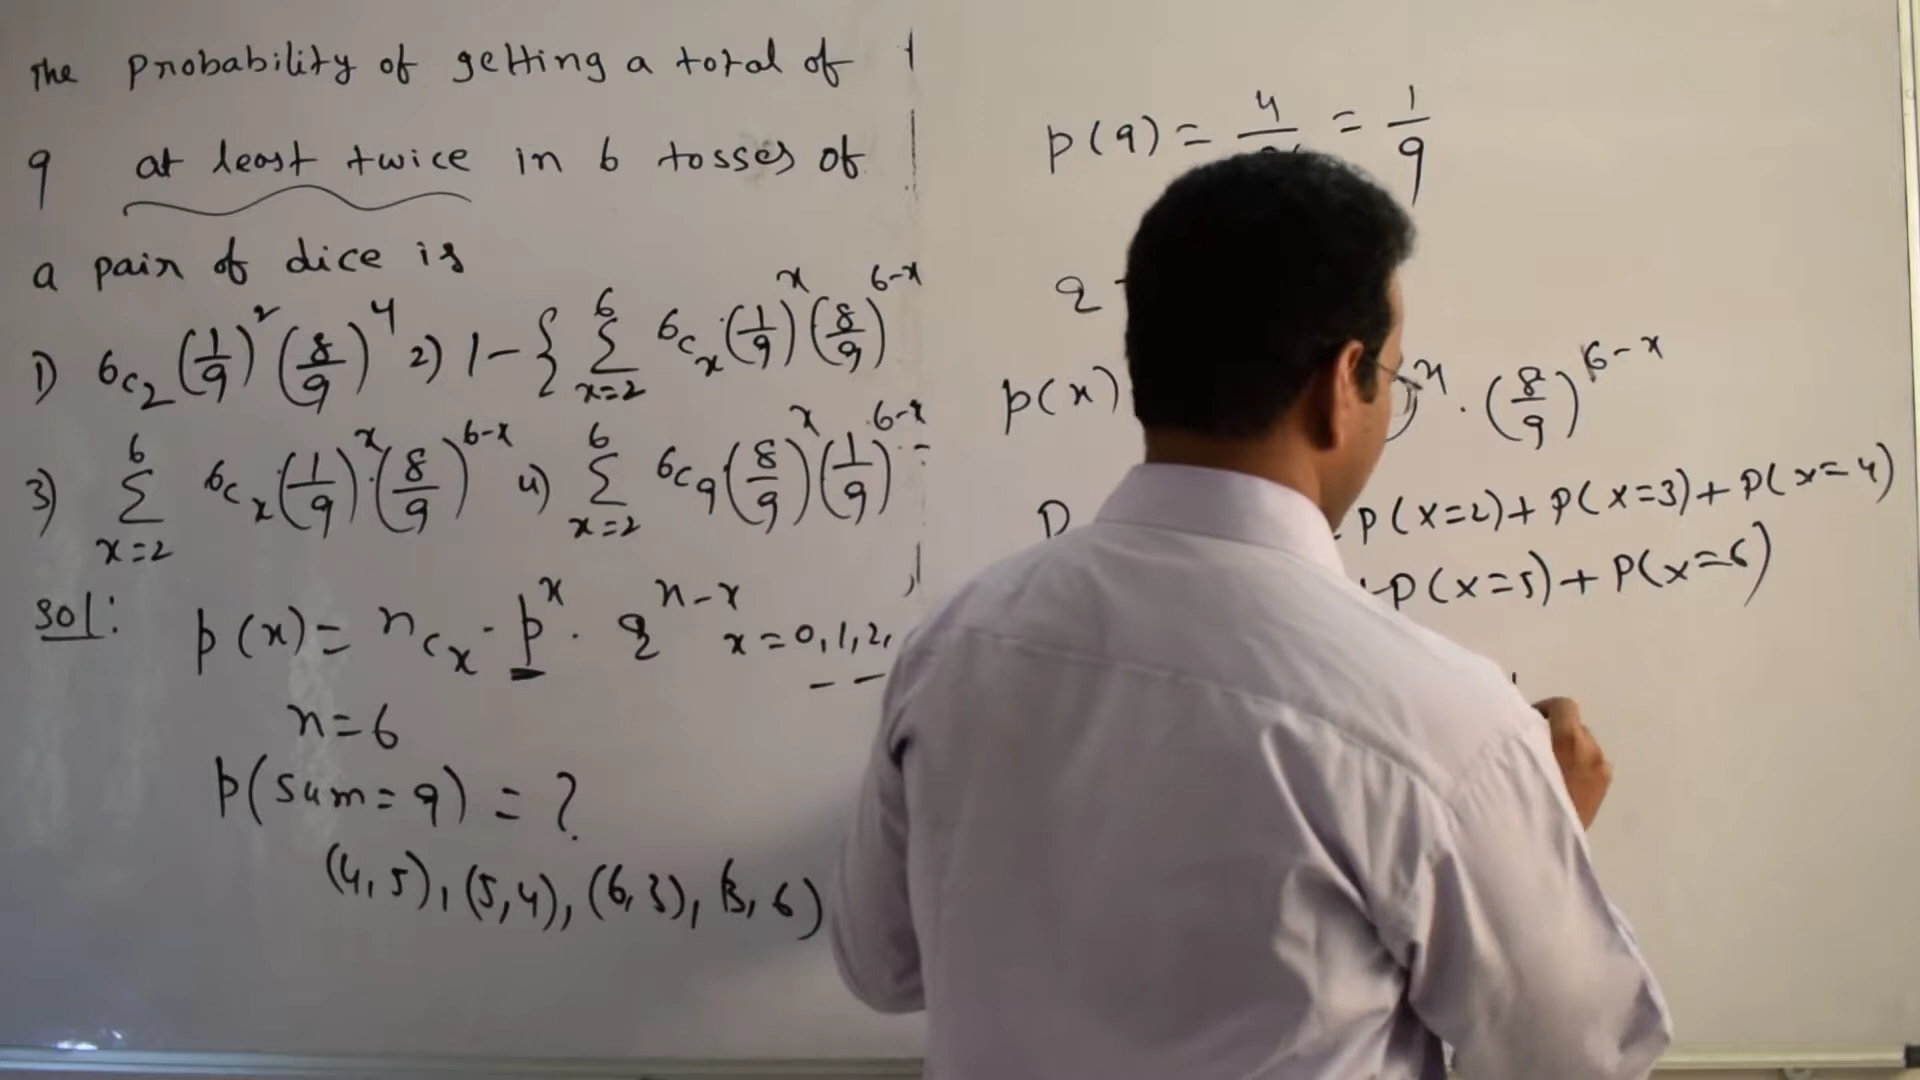 The probability of getting a total of
9 at least twice in 6 tosses of
a pair of dice is
1) 6c₂ (1/9)² (8/9)⁴ 2) 1-{ 6 Σ x=2 6cₓ·(1/9)ˣ (8/9)⁶⁻ˣ
3) 6 Σ x=2 6cₓ·(1/9)ˣ (8/9)⁶⁻ˣ 4) 6 Σ x=2 6c₉ (8/9)ˣ (1/9)⁶⁻ˣ
Sol: p(x) = ncₓ · pˣ · qⁿ⁻ˣ x = 0,1,2, – –
n=6
p(sum=9) = ?
(4,5), (5,4), (6,3), (3,6)
p(9) = 4/ = 1/9
q
p(x) )ˣ · (8/9)⁶⁻ˣ
P(x=2)+P(x=3)+P(x=4)
P(x=5)+P(x=6)